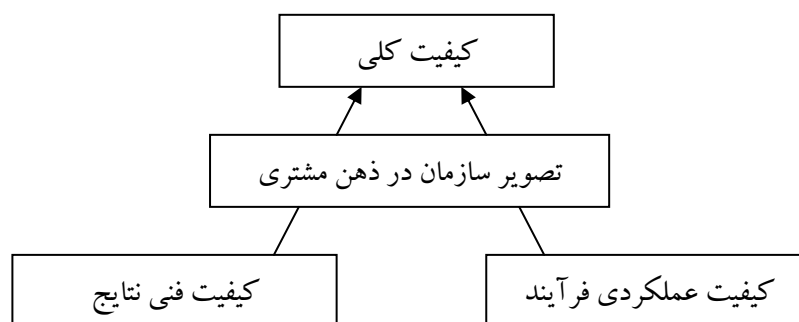 کیفیت کلی
تصویر سازمان در ذهن مشتری
کیفیت عملکردی فرآیند
کیفیت فنی نتایج